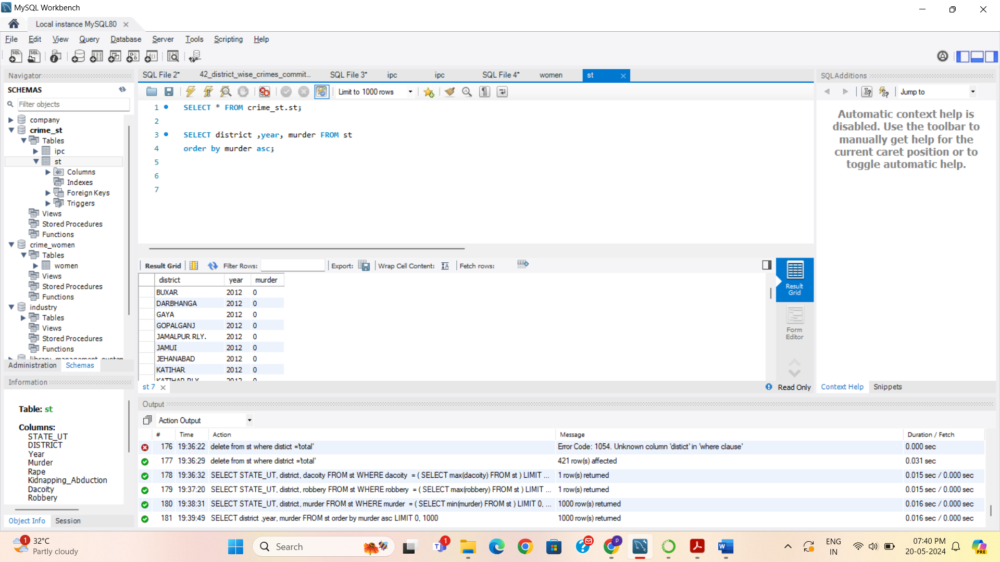 MySQL Workbench
Local instance MySQL80
File Edit View Query Database Server Tools Scripting Help
Navigator
SCHEMAS
Filter objects
company
crime_st
Tables
ipc
st
Columns
Indexes
Foreign Keys
Triggers
Views
Stored Procedures
Functions
crime_women
Tables
women
Views
Stored Procedures
Functions
industry
Tables
Views
Stored Procedures
Functions
library_management_system
Administration Schemas
Information
Table: st
Columns:
STATE_UT
DISTRICT
Year
Murder
Rape
Kidnapping_Abduction
Dacoity
Robbery
Object Info Session
SQL File 2* 42_district_wise_crimes_commit... SQL File 3* ipc ipc SQL File 4* women st
Limit to 1000 rows
1 SELECT * FROM crime_st.st;
2
3 SELECT district ,year, murder FROM st
4 order by murder asc;
5
6
7
Result Grid Filter Rows: Export: Wrap Cell Content: Fetch rows:
district year murder
BUXAR 2012 0
DARBHANGA 2012 0
GAYA 2012 0
GOPALGANJ 2012 0
JAMALPUR RLY. 2012 0
JAMUI 2012 0
JEHANABAD 2012 0
KATIHAR 2012 0
KATIHAR RLY. 2012 0
Result Grid
Form Editor
st 7
Read Only
SQLAdditions
Jump to
Automatic context help is
disabled. Use the toolbar to
manually get help for the
current caret position or to
toggle automatic help.
Context Help Snippets
Output
Action Output
# Time Action Message Duration / Fetch
176 19:36:22 delete from st where distict ='total' Error Code: 1054. Unknown column 'distict' in 'where clause' 0.000 sec
177 19:36:29 delete from st where district ='total' 421 row(s) affected 0.031 sec
178 19:36:32 SELECT STATE_UT, district, dacoity FROM st WHERE dacoity = ( SELECT max(dacoity) FROM st ) LIMIT ... 1 row(s) returned 0.015 sec / 0.000 sec
179 19:37:20 SELECT STATE_UT, district, robbery FROM st WHERE robbery = ( SELECT max(robbery) FROM st ) LIMIT ... 1 row(s) returned 0.015 sec / 0.000 sec
180 19:38:31 SELECT STATE_UT, district, murder FROM st WHERE murder = ( SELECT min(murder) FROM st ) LIMIT 0, ... 1000 row(s) returned 0.016 sec / 0.000 sec
181 19:39:49 SELECT district ,year, murder FROM st order by murder asc LIMIT 0, 1000 1000 row(s) returned 0.016 sec / 0.000 sec
1 32°C
Partly cloudy
Search
1
P
ENG
IN
07:40 PM
20-05-2024
PRE